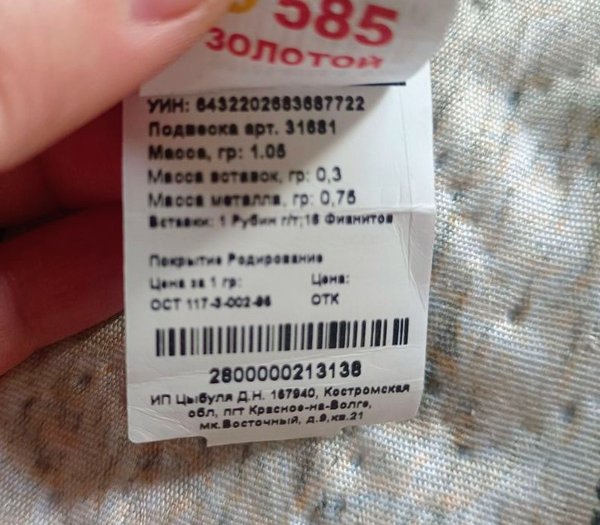 585
ЗОЛОТОЙ
УИН: 6432202683687722
Подвеска арт. 31681
Масса, гр: 1.05
Масса вставок, гр: 0,3
Масса металла, гр: 0,75
Вставки: 1 Рубин г/т;16 Фианитов
Покрытие Родирование
Цена за 1 гр: Цена:
ОСТ 117-3-002-95 ОТК
2800000213138
ИП Цыбуля Д.Н. 157940, Костромская
обл, пгт Красное-на-Волге,
мк.Восточный, д.9,кв.21